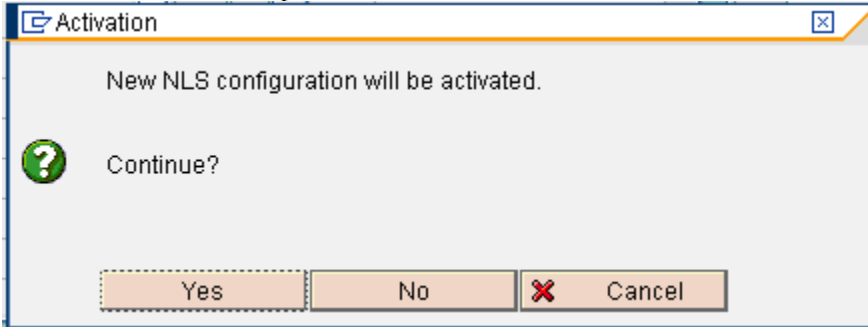 Activation
New NLS configuration will be activated.
Continue?
Yes No Cancel